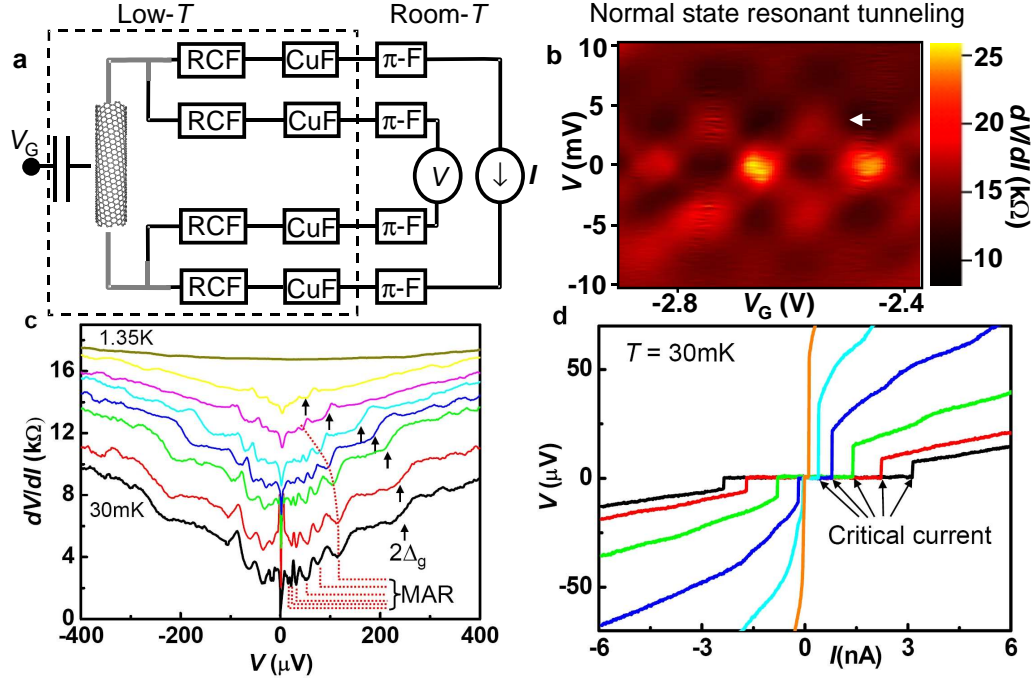 Low-T Room-T
a
RCF CuF π-F
RCF CuF π-F
V_G
V ↓ I
RCF CuF π-F
RCF CuF π-F
Normal state resonant tunneling
b
10
5
0
-5
-10
V (mV)
-2.8 V_G (V) -2.4
25
20
15
10
dV/dI (kΩ)
c
1.35K
16
12
8
4
0
dV/dI (kΩ)
30mK
2Δ_g
MAR
-400 -200 0 200 400
V (μV)
d
T = 30mK
50
0
-50
V (μV)
Critical current
-6 -3 0 3 6
I(nA)